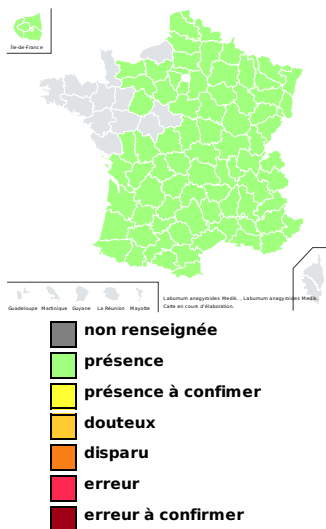 Île-de-France
Guadeloupe Martinique Guyane La Réunion Mayotte
Laburnum anagyroides Medik. , Laburnum anagyroides Medik.
Carte en cours d'élaboration.
non renseignée
présence
présence à confimer
douteux
disparu
erreur
erreur à confirmer